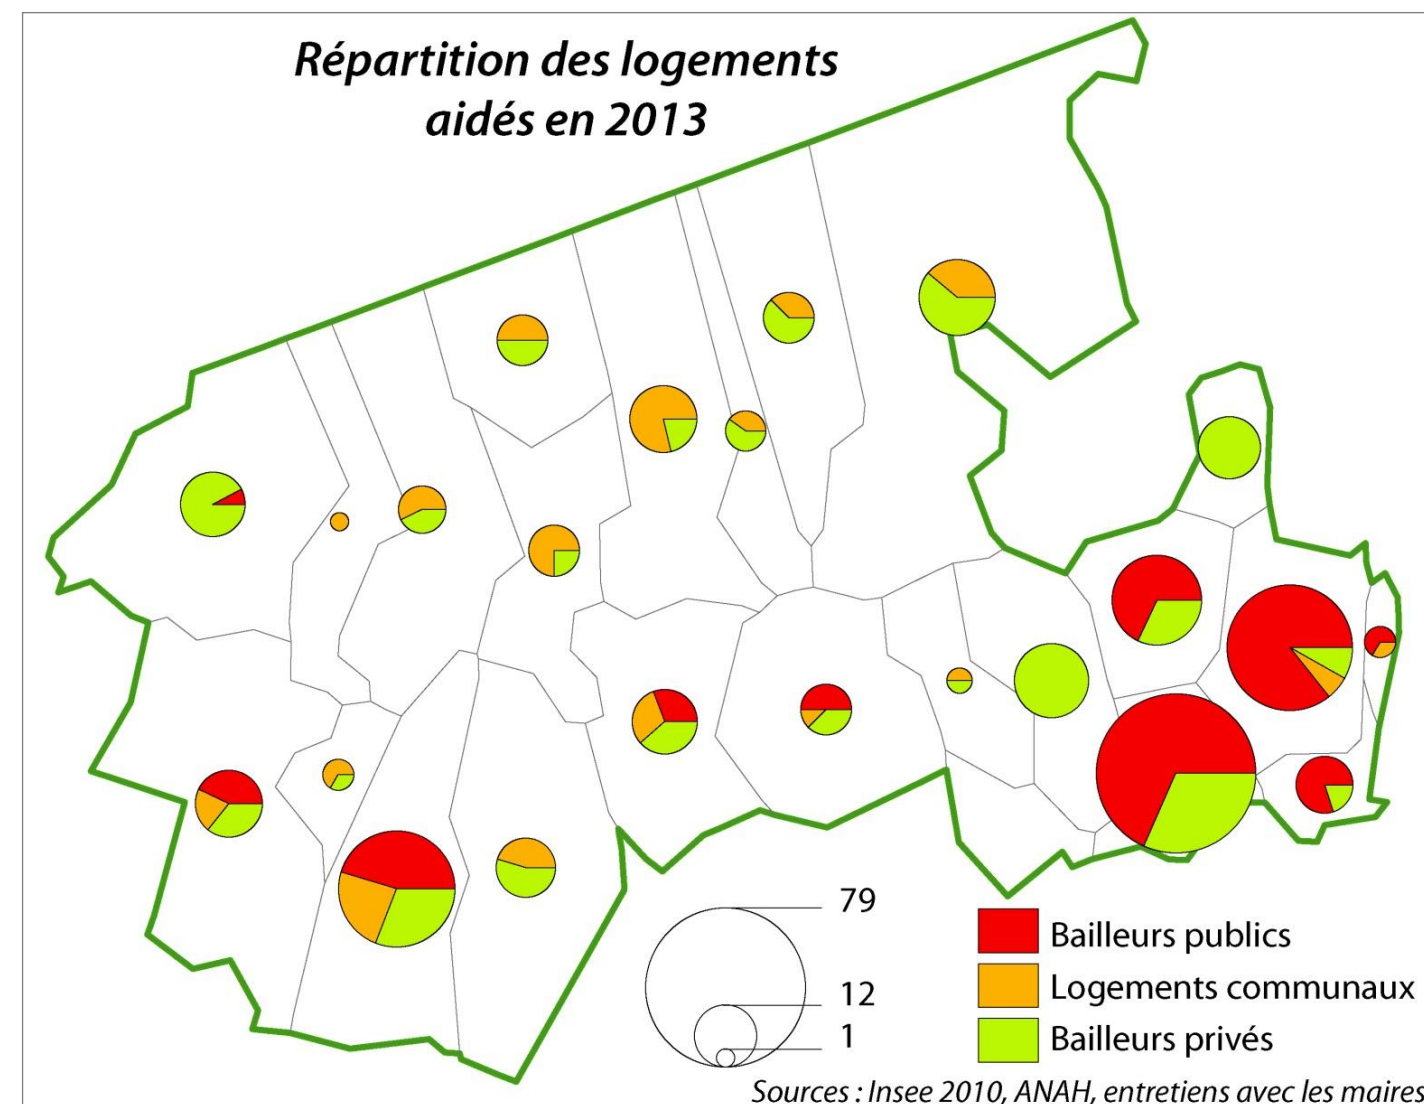 Répartition des logements
aidés en 2013
79
12
1
Bailleurs publics
Logements communaux
Bailleurs privés
Sources : Insee 2010, ANAH, entretiens avec les maires